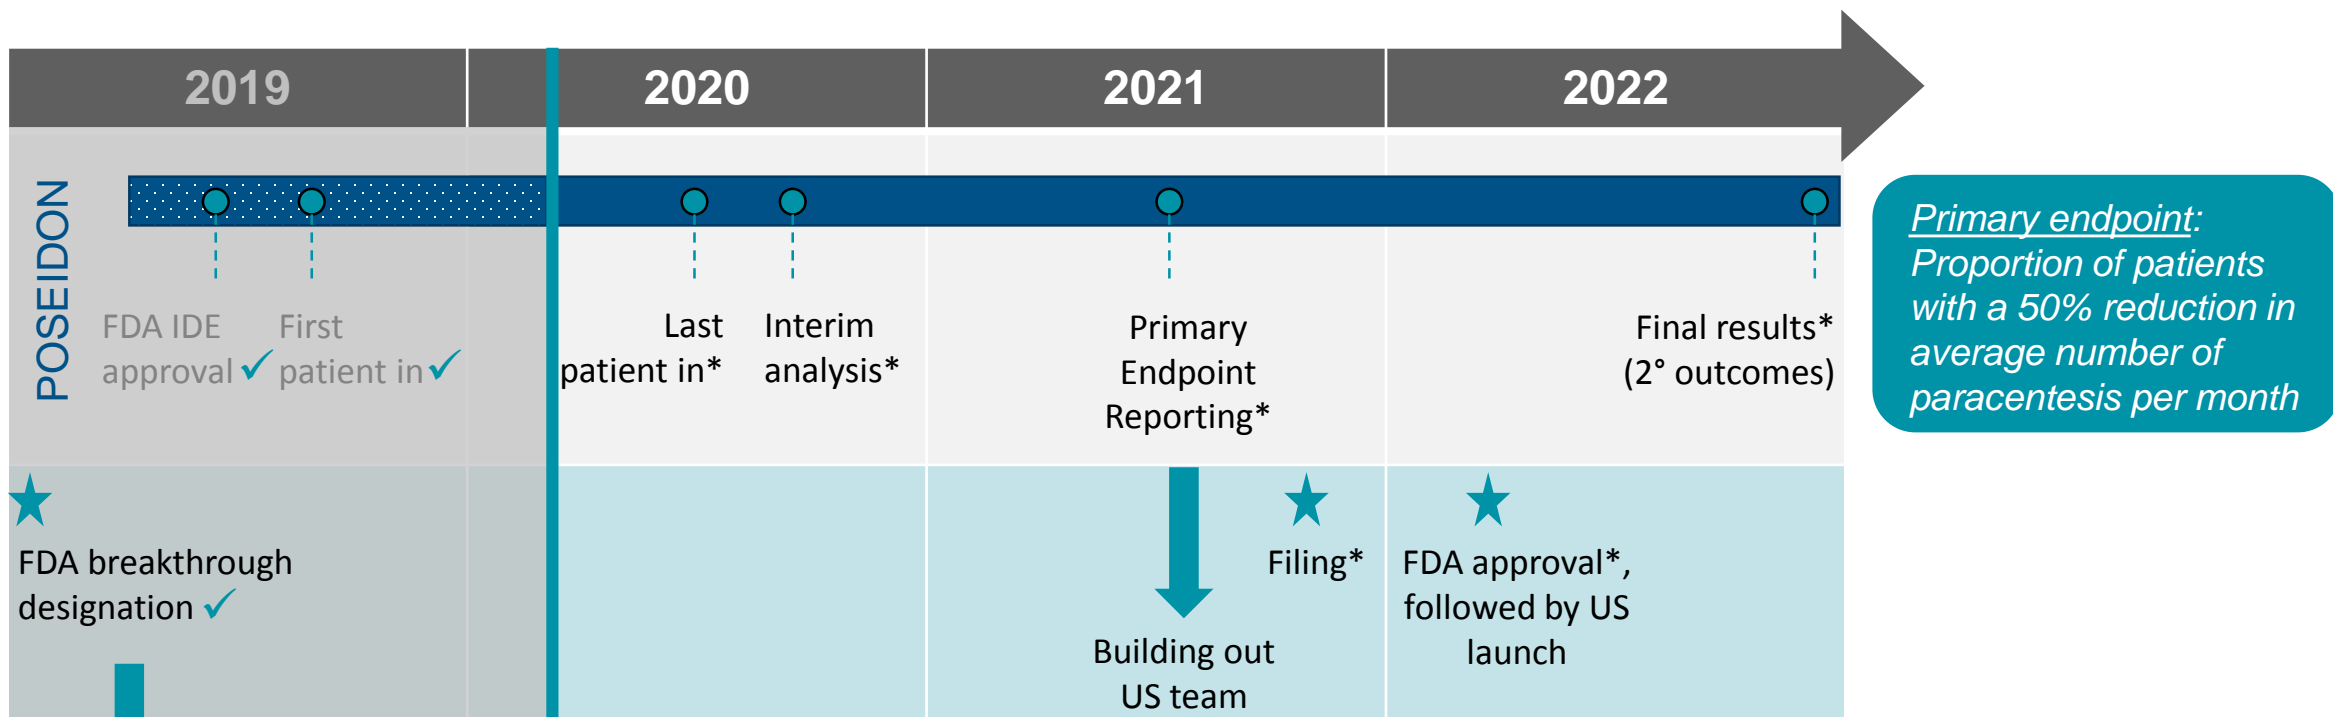 2019
2020
2021
2022
POSEIDON
FDA IDE
approval ✓
First
patient in ✓
Last
patient in*
Interim
analysis*
Primary
Endpoint
Reporting*
Final results*
(2° outcomes)
Primary endpoint:
Proportion of patients
with a 50% reduction in
average number of
paracentesis per month
FDA breakthrough
designation ✓
Building out
US team
Filing*
FDA approval*,
followed by US
launch